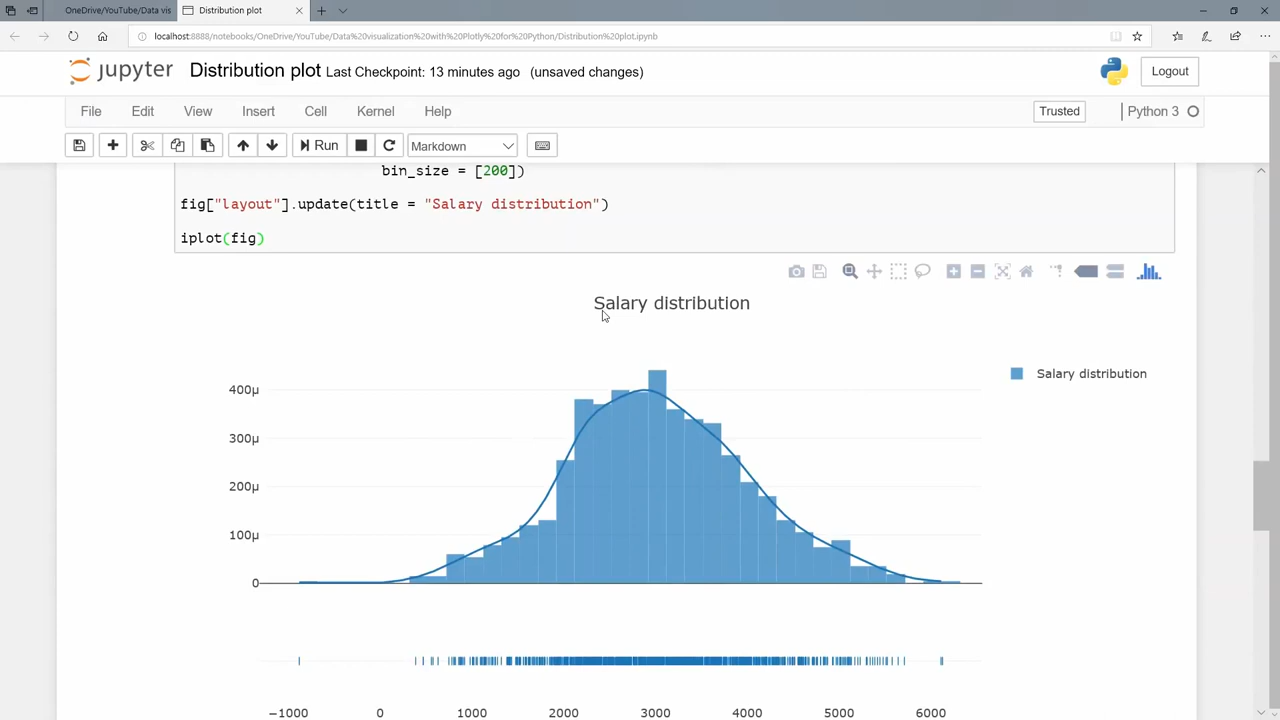 OneDrive/YouTube/Data vis
Distribution plot
localhost:8888/notebooks/OneDrive/YouTube/Data%20visualization%20with%20Plotly%20for%20Python/Distribution%20plot.ipynb
jupyter Distribution plot Last Checkpoint: 13 minutes ago (unsaved changes)
Logout
File Edit View Insert Cell Kernel Help
Trusted
Python 3
Run
Markdown
bin_size = [200])
fig["layout"].update(title = "Salary distribution")
iplot(fig)
Salary distribution
Salary distribution
400µ
300µ
200µ
100µ
0
−1000 0 1000 2000 3000 4000 5000 6000